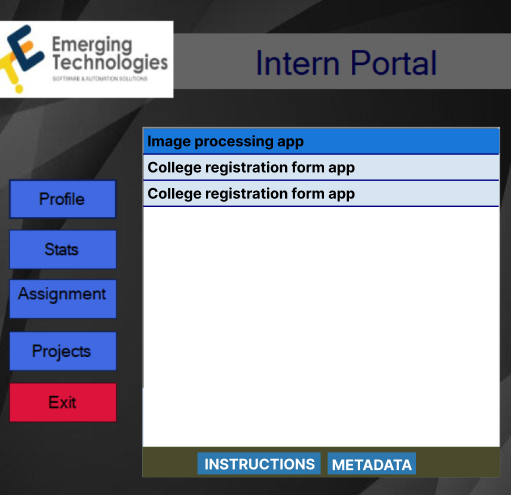 Emerging
Technologies
SOFTWARE & AUTOMATION SOLUTIONS
Intern Portal
Image processing app
College registration form app
College registration form app
Profile
Stats
Assignment
Projects
Exit
INSTRUCTIONS METADATA